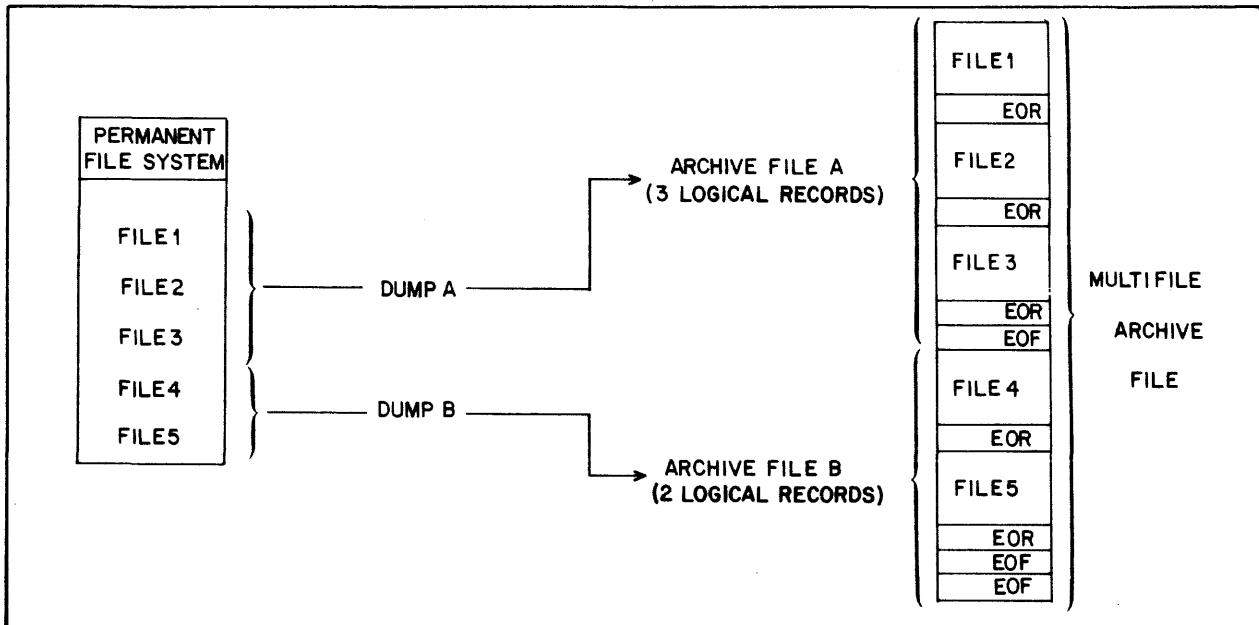 PERMANENT
FILE SYSTEM
FILE1
FILE2
FILE3
FILE4
FILE5
DUMP A
DUMP B
ARCHIVE FILE A
(3 LOGICAL RECORDS)
ARCHIVE FILE B
(2 LOGICAL RECORDS)
FILE1
EOR
FILE2
EOR
FILE3
EOR
EOF
FILE4
EOR
FILE5
EOR
EOF
EOF
MULTIFILE
ARCHIVE
FILE